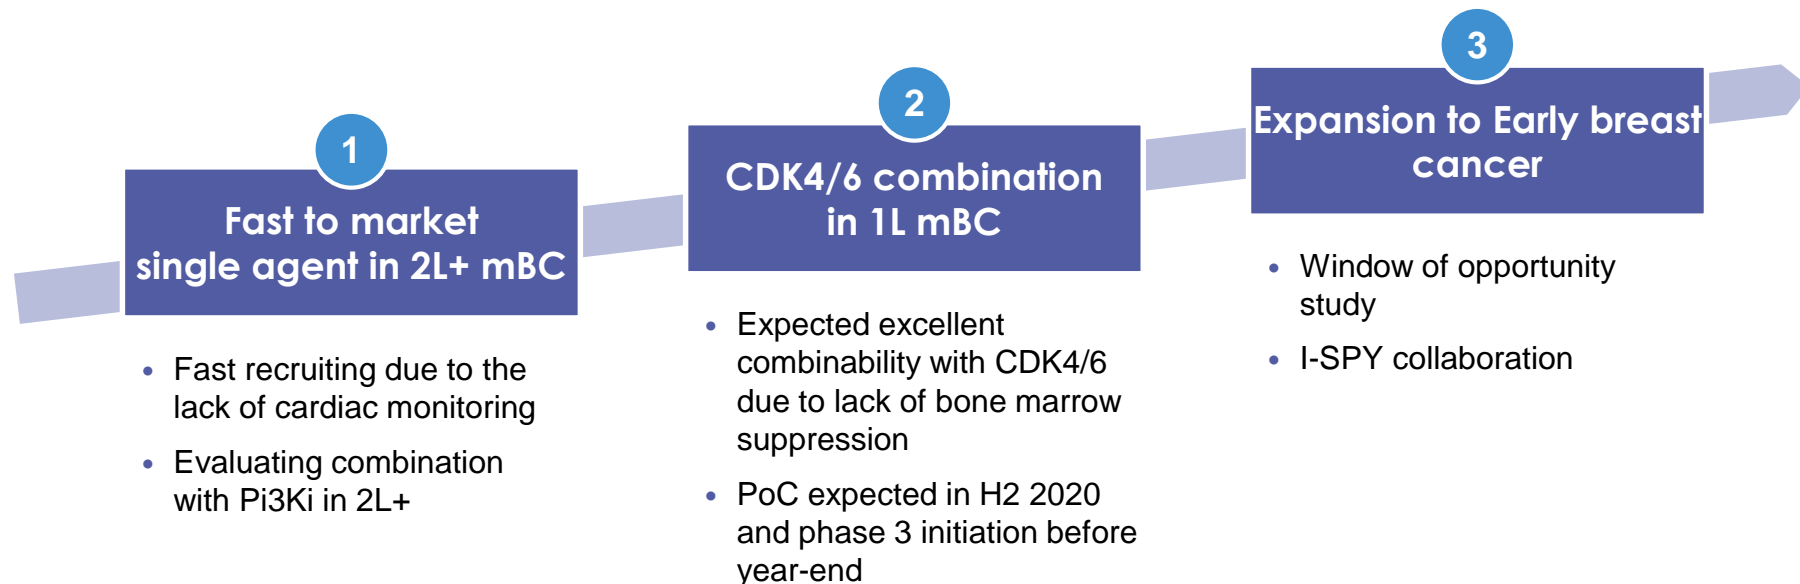 1
Fast to market
single agent in 2L+ mBC
• Fast recruiting due to the
lack of cardiac monitoring
• Evaluating combination
with Pi3Ki in 2L+
2
CDK4/6 combination
in 1L mBC
• Expected excellent
combinability with CDK4/6
due to lack of bone marrow
suppression
• PoC expected in H2 2020
and phase 3 initiation before
year-end
3
Expansion to Early breast
cancer
• Window of opportunity
study
• I-SPY collaboration